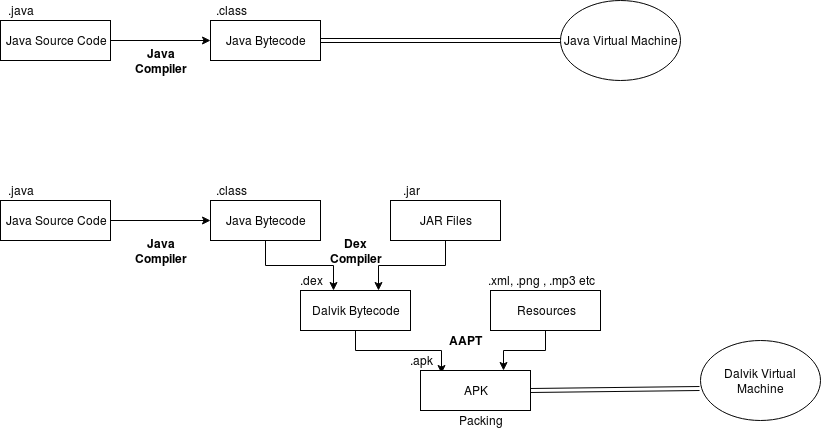 .java
.class
Java Source Code
Java Bytecode
Java Virtual Machine
Java
Compiler
.java
.class
.jar
Java Source Code
Java Bytecode
JAR Files
Java
Compiler
Dex
Compiler
.dex
.xml, .png , .mp3 etc
Dalvik Bytecode
Resources
AAPT
.apk
APK
Dalvik Virtual
Machine
Packing